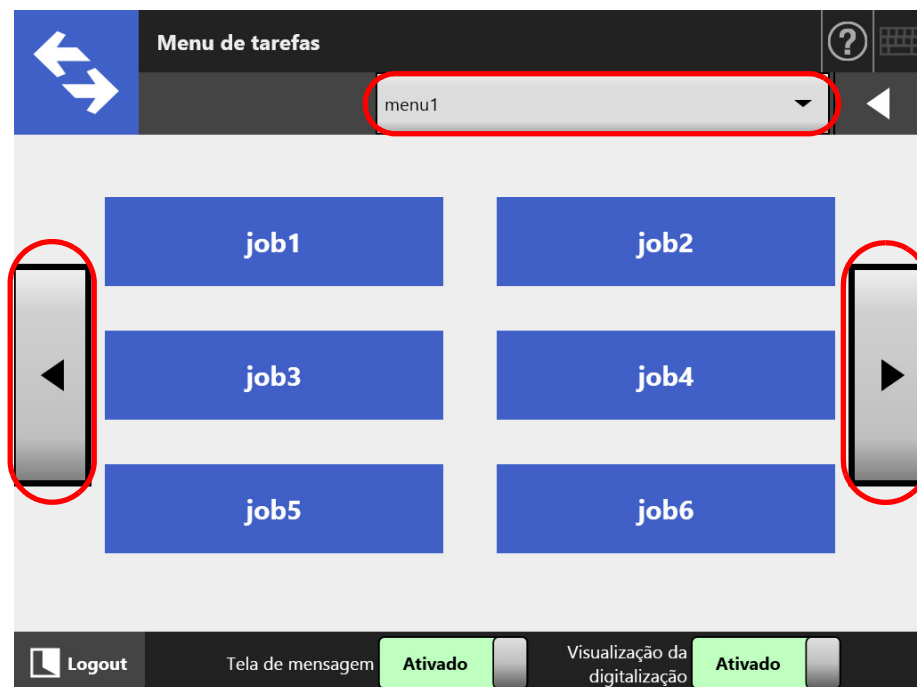 Menu de tarefas
?
menu1
job1
job2
job3
job4
job5
job6
Logout
Tela de mensagem
Ativado
Visualização da
digitalização
Ativado